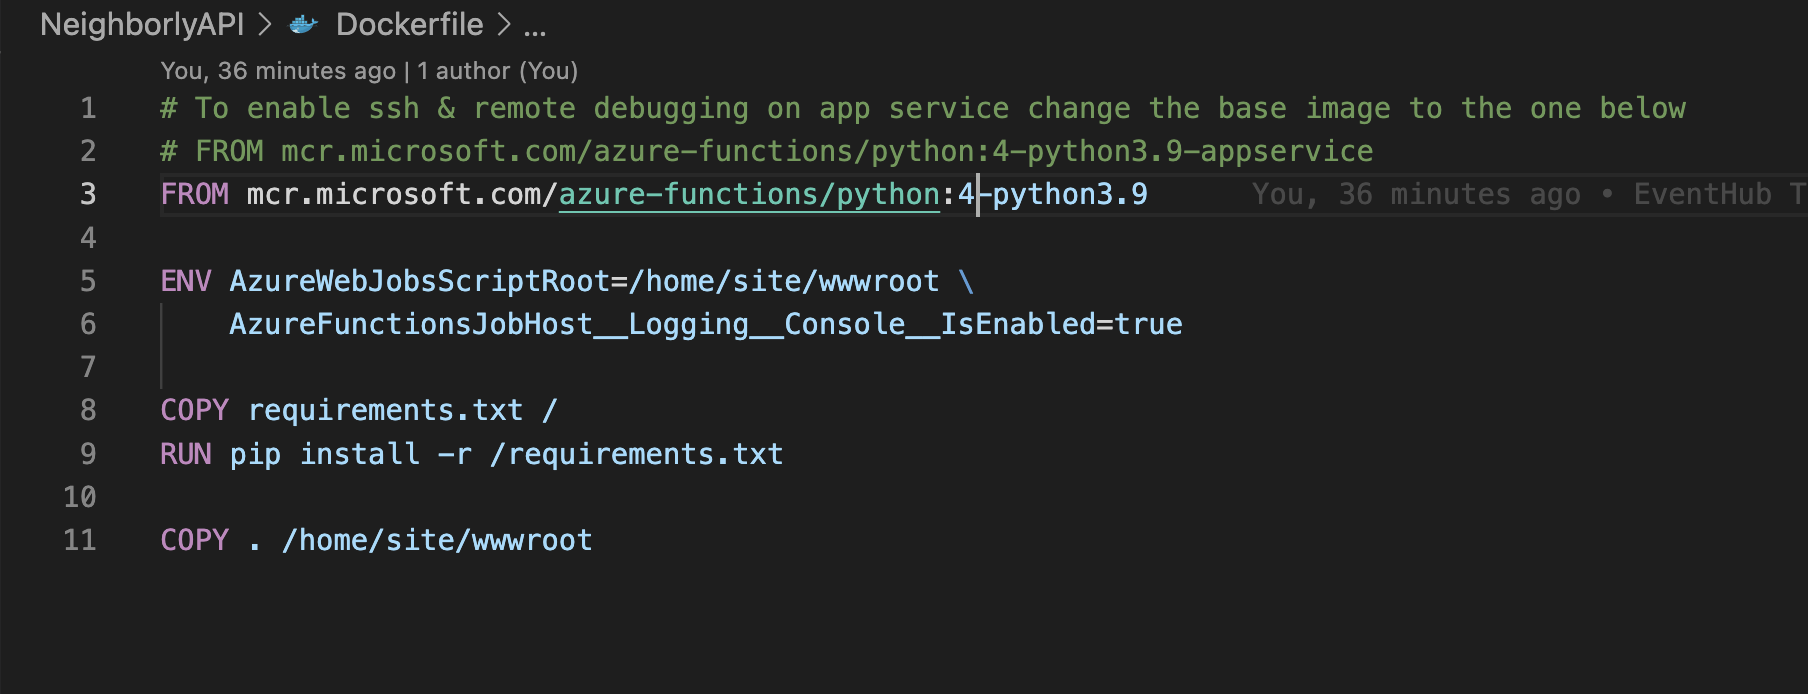 NeighborlyAPI > Dockerfile > ...
You, 36 minutes ago | 1 author (You)
1 # To enable ssh & remote debugging on app service change the base image to the one below
2 # FROM mcr.microsoft.com/azure-functions/python:4-python3.9-appservice
3 FROM mcr.microsoft.com/azure-functions/python:4-python3.9 You, 36 minutes ago • EventHub T
4
5 ENV AzureWebJobsScriptRoot=/home/site/wwwroot \
6 AzureFunctionsJobHost__Logging__Console__IsEnabled=true
7
8 COPY requirements.txt /
9 RUN pip install -r /requirements.txt
10
11 COPY . /home/site/wwwroot